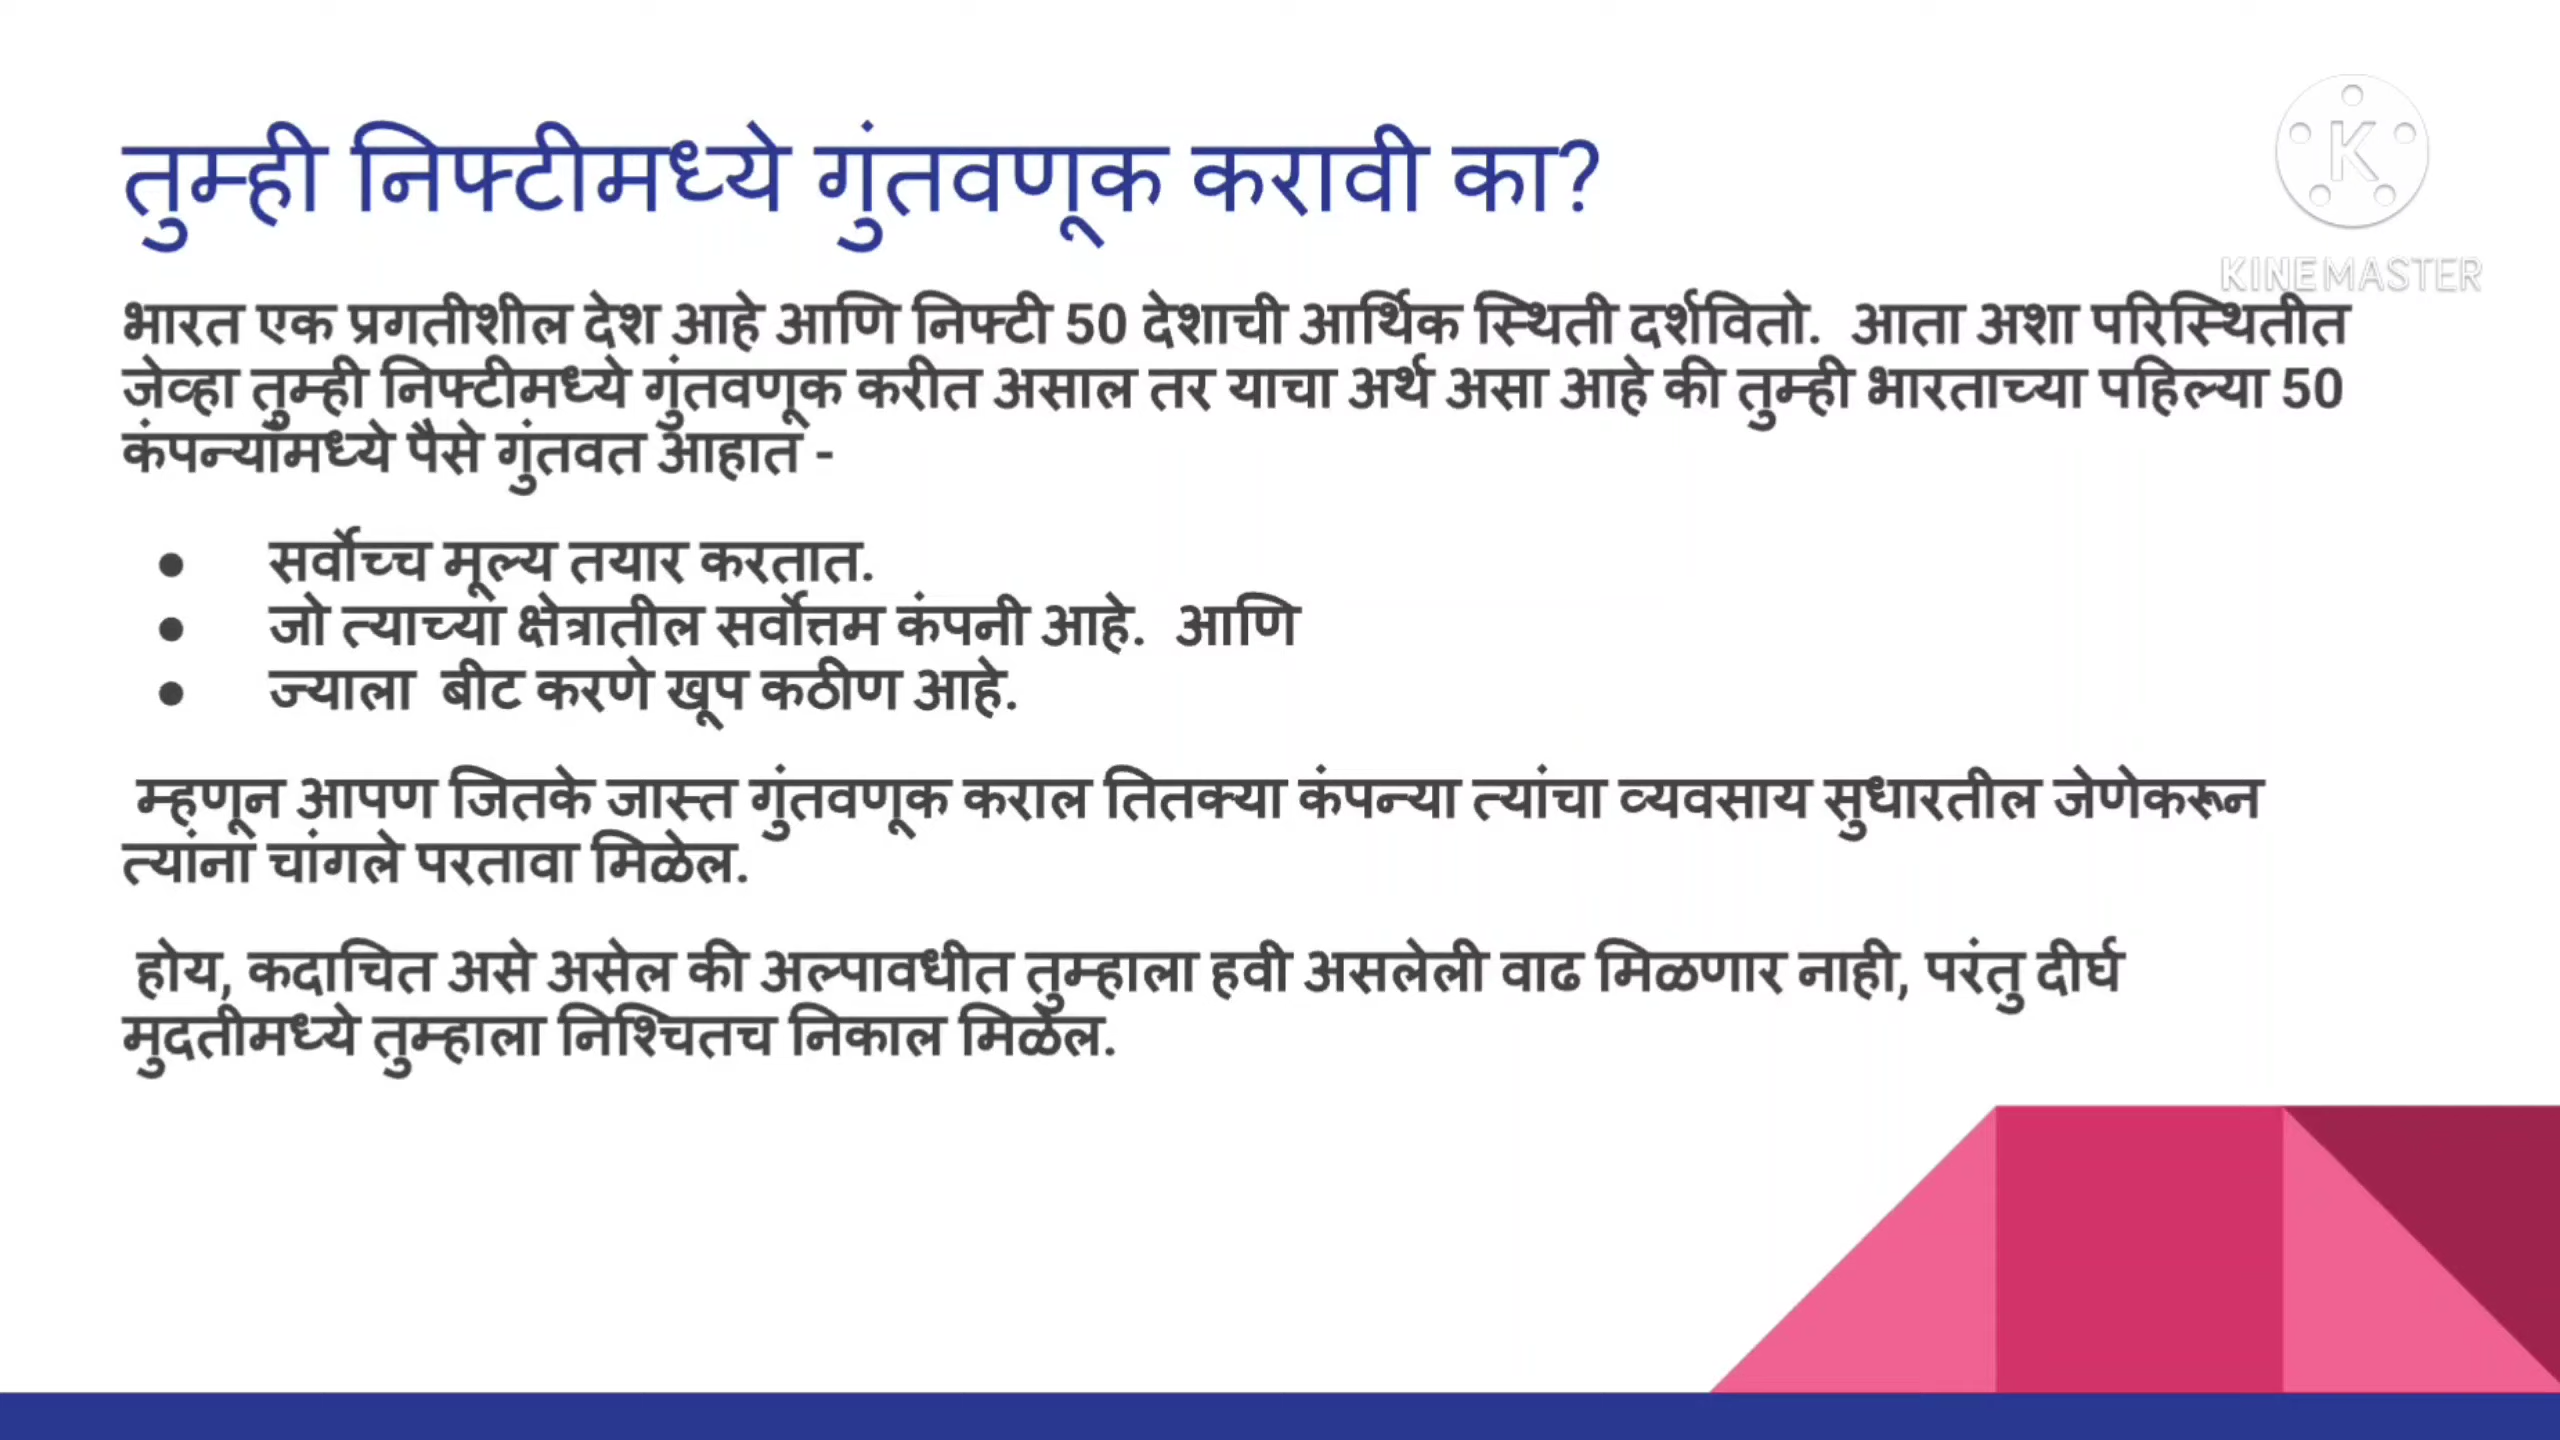 तुम्ही निफ्टीमध्ये गुंतवणूक करावी का?
K
KINEMASTER
भारत एक प्रगतीशील देश आहे आणि निफ्टी 50 देशाची आर्थिक स्थिती दर्शवितो. आता अशा परिस्थितीत
जेव्हा तुम्ही निफ्टीमध्ये गुंतवणूक करीत असाल तर याचा अर्थ असा आहे की तुम्ही भारताच्या पहिल्या 50
कंपन्यांमध्ये पैसे गुंतवत आहात -
● सर्वोच्च मूल्य तयार करतात.
● जो त्याच्या क्षेत्रातील सर्वोत्तम कंपनी आहे. आणि
● ज्याला बीट करणे खूप कठीण आहे.
म्हणून आपण जितके जास्त गुंतवणूक कराल तितक्या कंपन्या त्यांचा व्यवसाय सुधारतील जेणेकरून
त्यांना चांगले परतावा मिळेल.
होय, कदाचित असे असेल की अल्पावधीत तुम्हाला हवी असलेली वाढ मिळणार नाही, परंतु दीर्घ
मुदतीमध्ये तुम्हाला निश्चितच निकाल मिळेल.